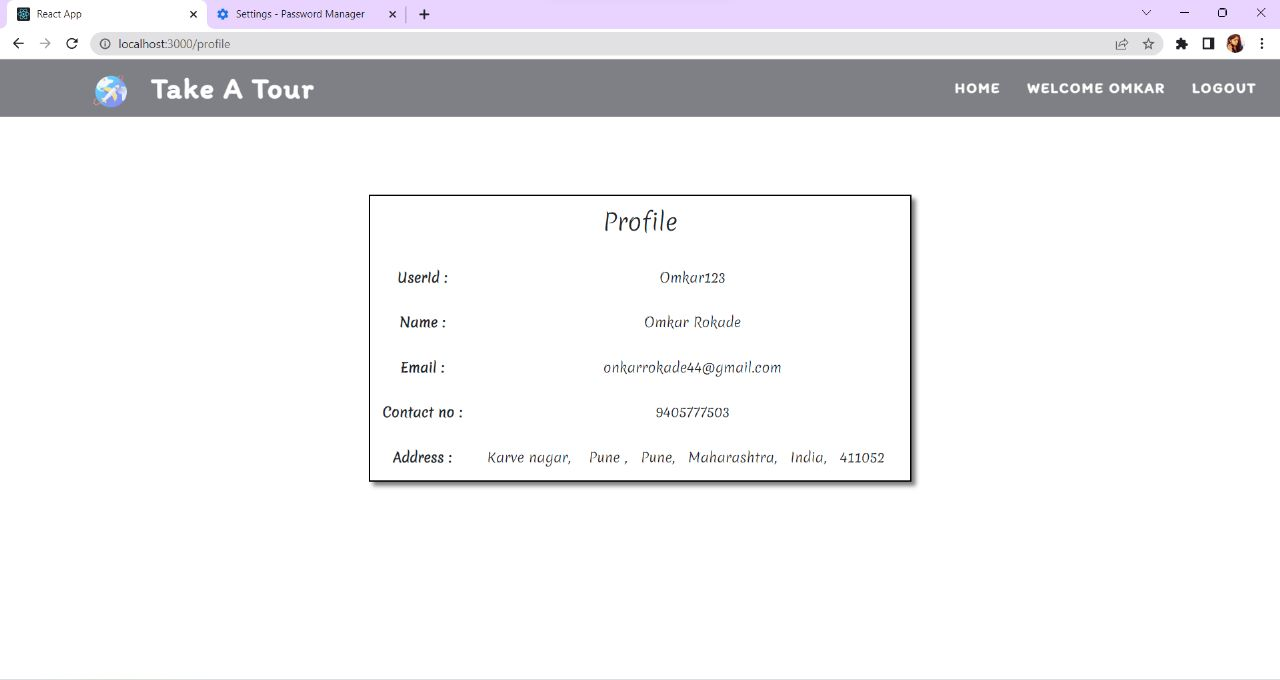 React App
Settings - Password Manager
localhost:3000/profile
Take A Tour
HOME WELCOME OMKAR LOGOUT
Profile
UserId : Omkar123
Name : Omkar Rokade
Email : onkarrokade44@gmail.com
Contact no : 9405777503
Address : Karve nagar, Pune , Pune, Maharashtra, India, 411052